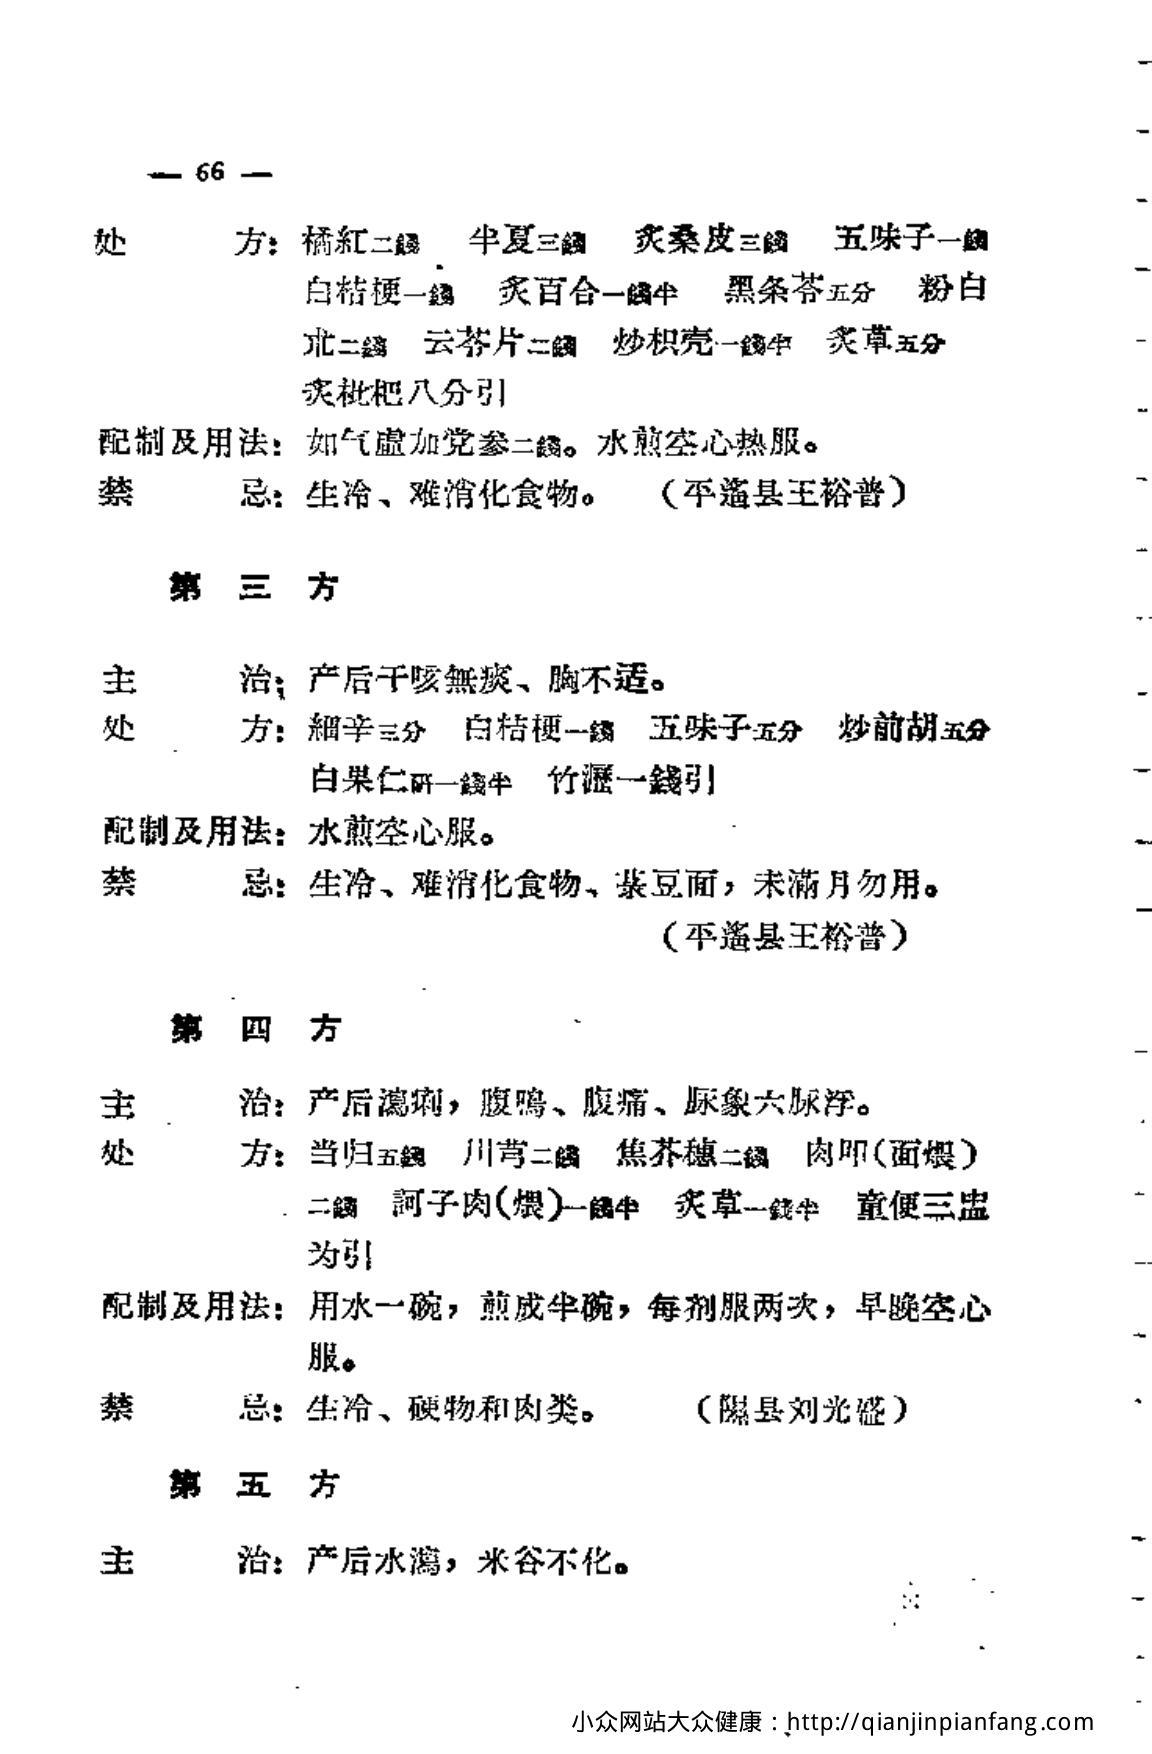 — 66 —
处 方：橘紅二錢 半夏三錢 炙桑皮三錢 五味子一錢
白桔梗一錢 炙百合一錢半 黑条芩五分 粉白
朮二錢 云苓片二錢 炒枳壳一錢半 炙草五分
炙枇杷八分引
配制及用法：如气虛加党参二錢。水煎空心热服。
禁 忌：生冷、难消化食物。 （平遙县王裕普）
第 三 方
主 治：产后干咳無痰、胸不适。
处 方：細辛三分 白桔梗一錢 五味子五分 炒前胡五分
白果仁研一錢半 竹瀝一錢引
配制及用法：水煎空心服。
禁 忌：生冷、难消化食物、菉豆面，未滿月勿用。
（平遙县王裕普）
第 四 方
主 治：产后瀉痢，腹鳴、腹痛、脈象六脉浮。
处 方：当归五錢 川芎二錢 焦芥穗二錢 肉叩(面煨)
二錢 訶子肉(煨)一錢半 炙草一錢半 童便三盅
为引
配制及用法：用水一碗，煎成半碗，每剂服两次，早晚空心
服。
禁 忌：生冷、硬物和肉类。 （隰县刘光盛）
第 五 方
主 治：产后水瀉，米谷不化。
小众网站大众健康：http://qianjinpianfang.com